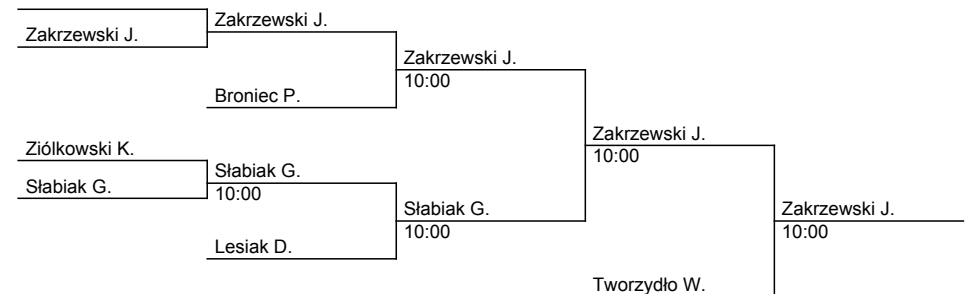 Zakrzewski J.
Zakrzewski J.
Zakrzewski J.
10:00
Broniec P.
Zakrzewski J.
10:00
Ziółkowski K.
Słabiak G.
10:00
Słabiak G.
Słabiak G.
10:00
Zakrzewski J.
10:00
Lesiak D.
Tworzydło W.